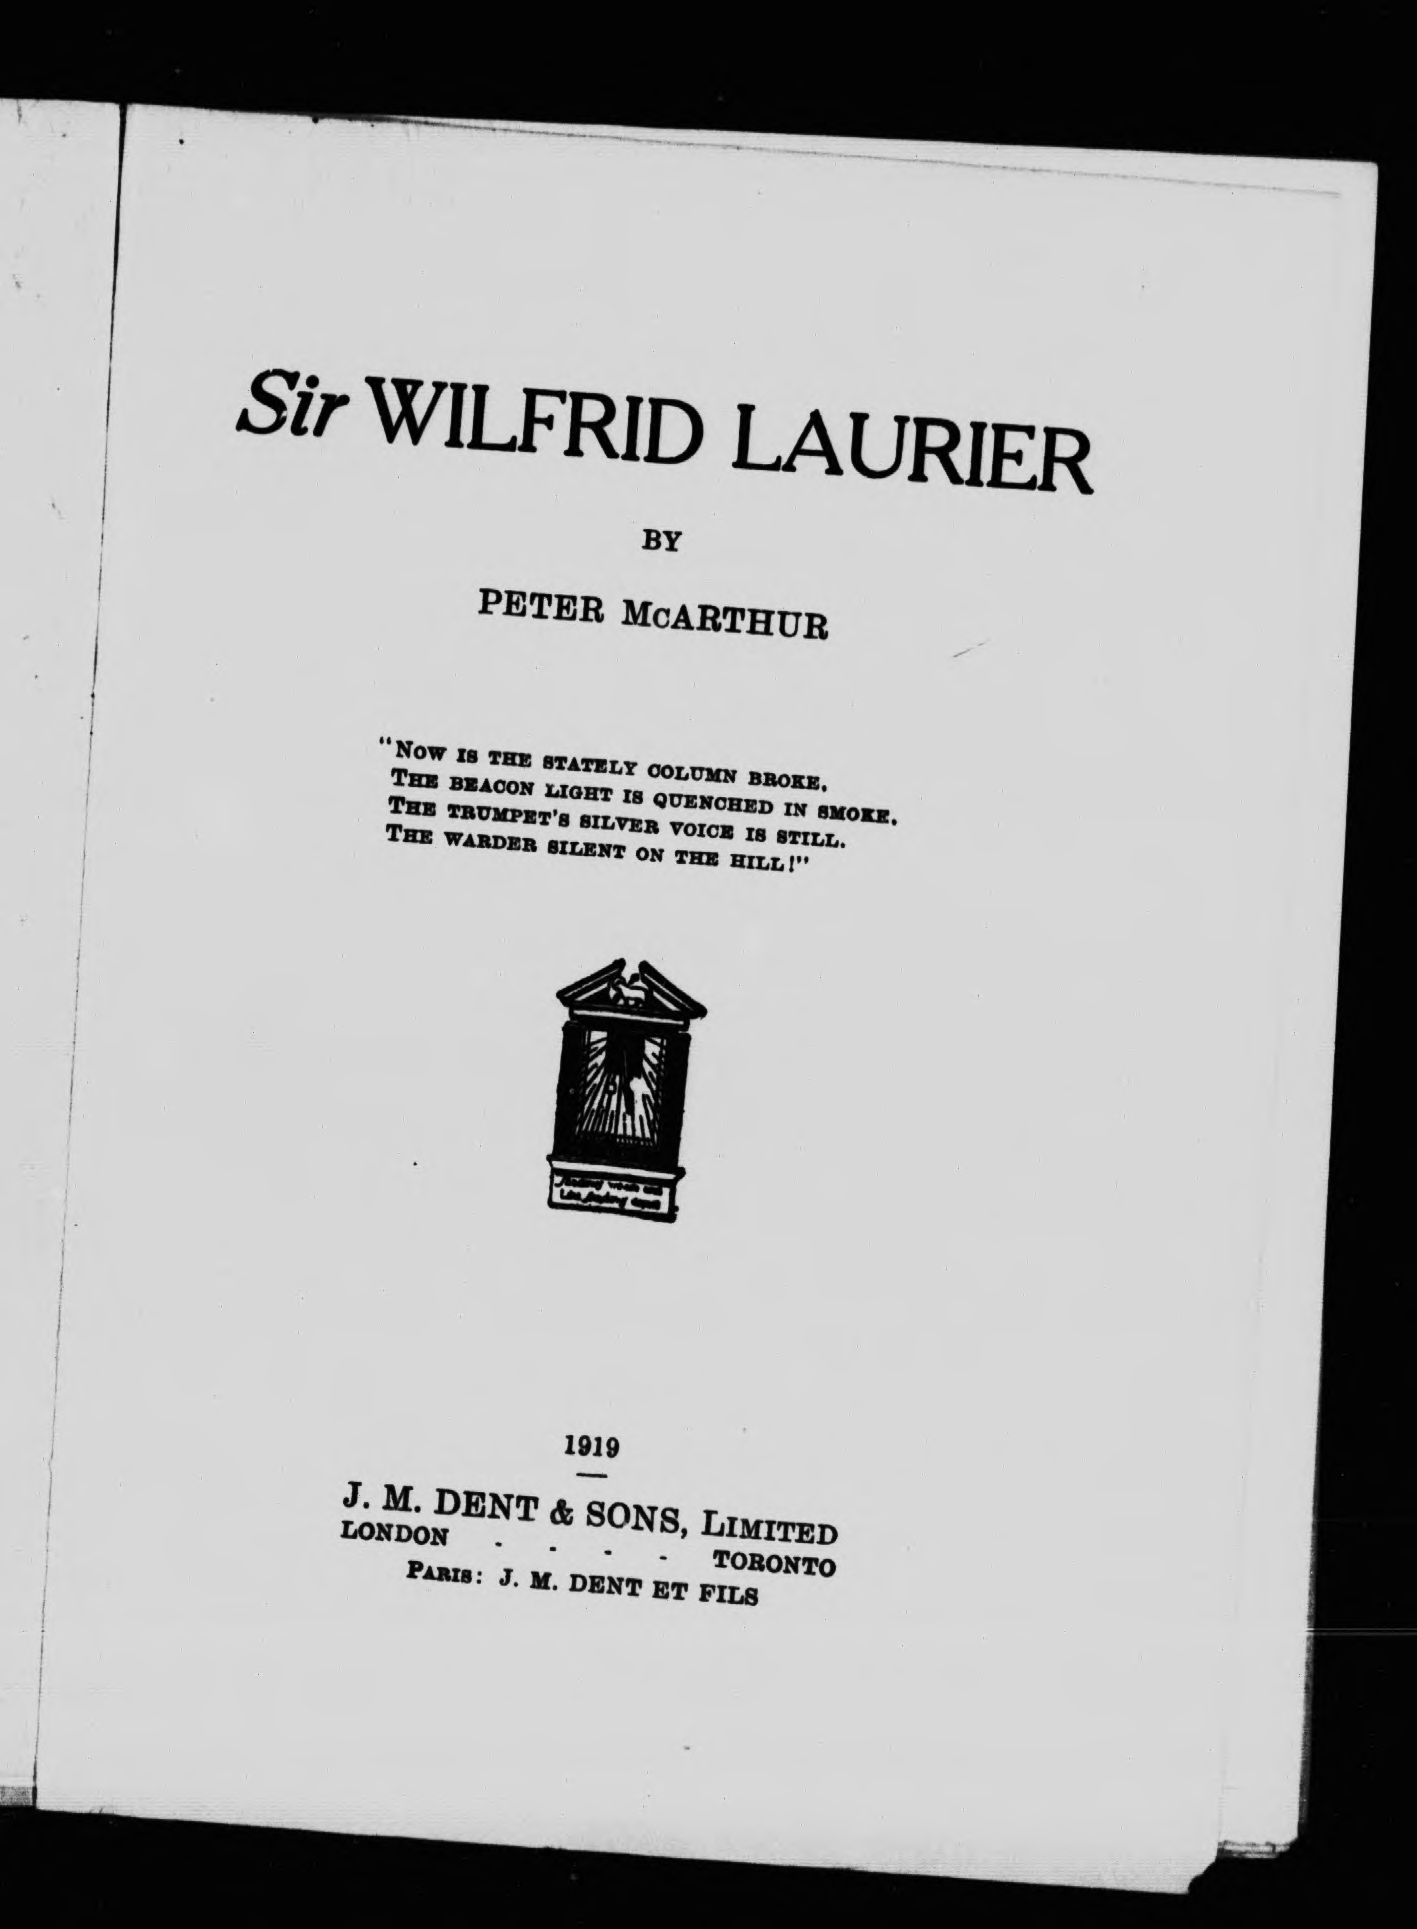 Sir WILFRID LAURIER
BY
PETER McARTHUR
"Now is the stately column broke,
The beacon light is quenched in smoke,
The trumpet's silver voice is still.
The warder silent on the hill!"
1919
J. M. DENT & SONS, Limited
LONDON - - - - TORONTO
Paris: J. M. DENT ET FILS